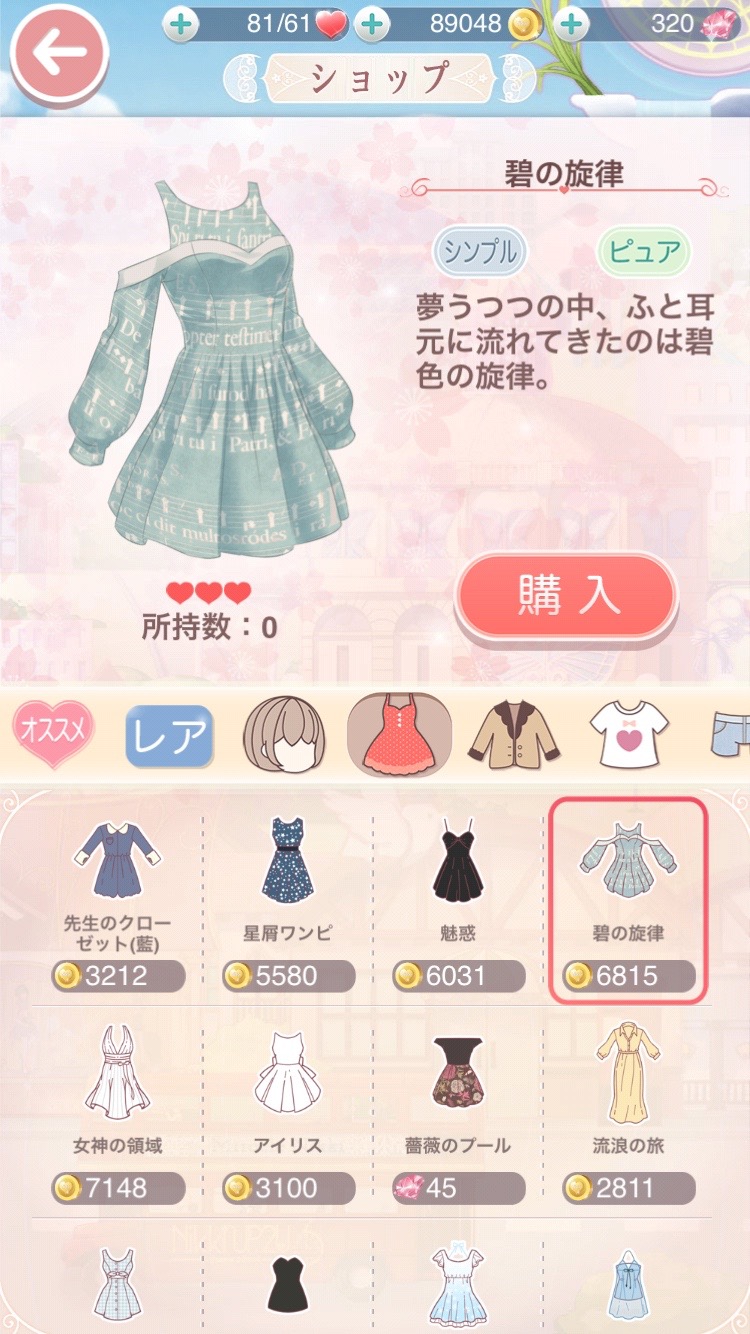 81/61
89048
320
ショップ
碧の旋律
シンプル
ピュア
夢うつつの中、ふと耳
元に流れてきたのは碧
色の旋律。
所持数：0
購入
オススメ
レア
先生のクロー
ゼット(藍)
星屑ワンピ
魅惑
碧の旋律
3212
5580
6031
6815
女神の領域
アイリス
薔薇のプール
流浪の旅
7148
3100
45
2811